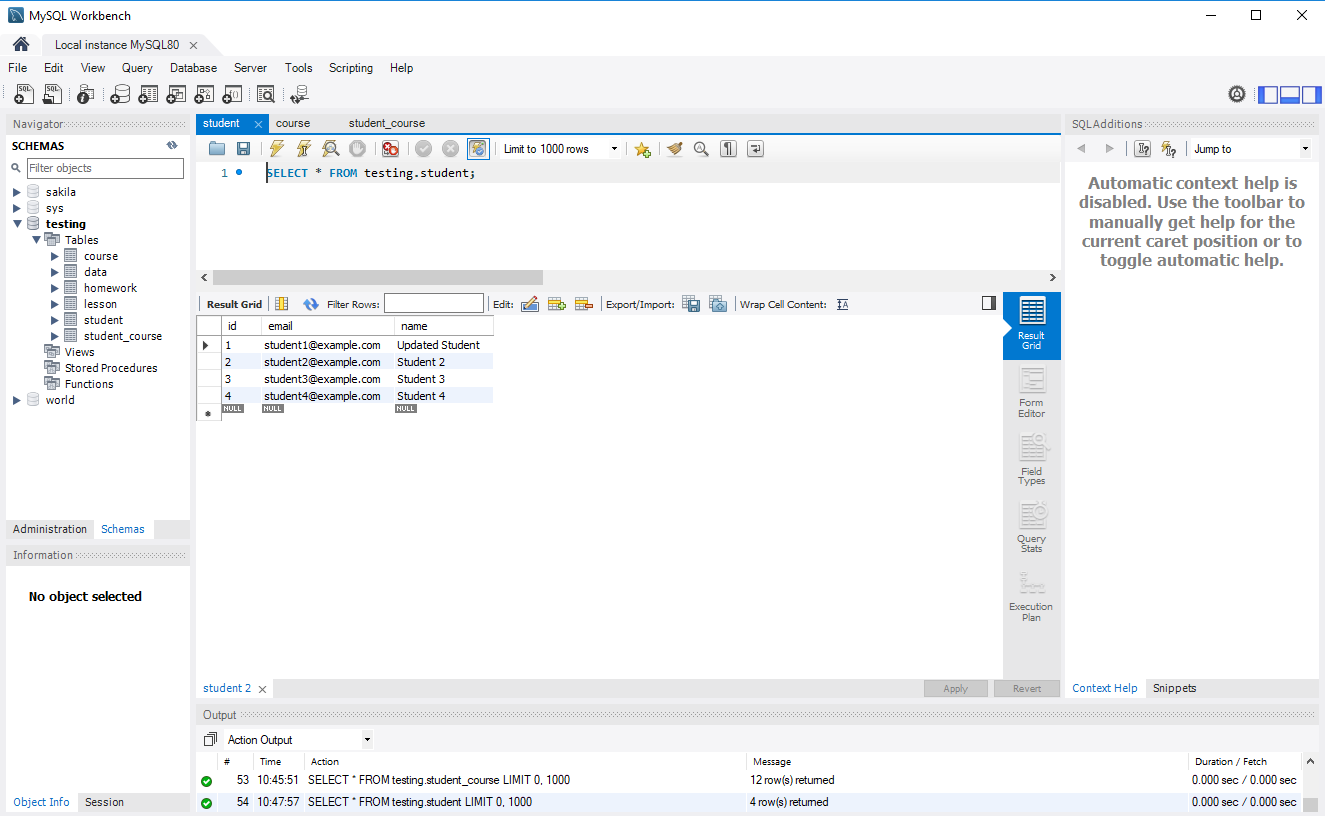 MySQL Workbench
Local instance MySQL80
File Edit View Query Database Server Tools Scripting Help
Navigator
SCHEMAS
Filter objects
sakila
sys
testing
Tables
course
data
homework
lesson
student
student_course
Views
Stored Procedures
Functions
world
Administration Schemas
Information
No object selected
Object Info Session
student course student_course
Limit to 1000 rows
1 SELECT * FROM testing.student;
Result Grid Filter Rows: Edit: Export/Import: Wrap Cell Content:
id email name
1 student1@example.com Updated Student
2 student2@example.com Student 2
3 student3@example.com Student 3
4 student4@example.com Student 4
NULL NULL NULL
Result
Grid
Form
Editor
Field
Types
Query
Stats
Execution
Plan
student 2 Apply Revert
SQLAdditions
Jump to
Automatic context help is
disabled. Use the toolbar to
manually get help for the
current caret position or to
toggle automatic help.
Context Help Snippets
Output
Action Output
# Time Action Message Duration / Fetch
53 10:45:51 SELECT * FROM testing.student_course LIMIT 0, 1000 12 row(s) returned 0.000 sec / 0.000 sec
54 10:47:57 SELECT * FROM testing.student LIMIT 0, 1000 4 row(s) returned 0.000 sec / 0.000 sec